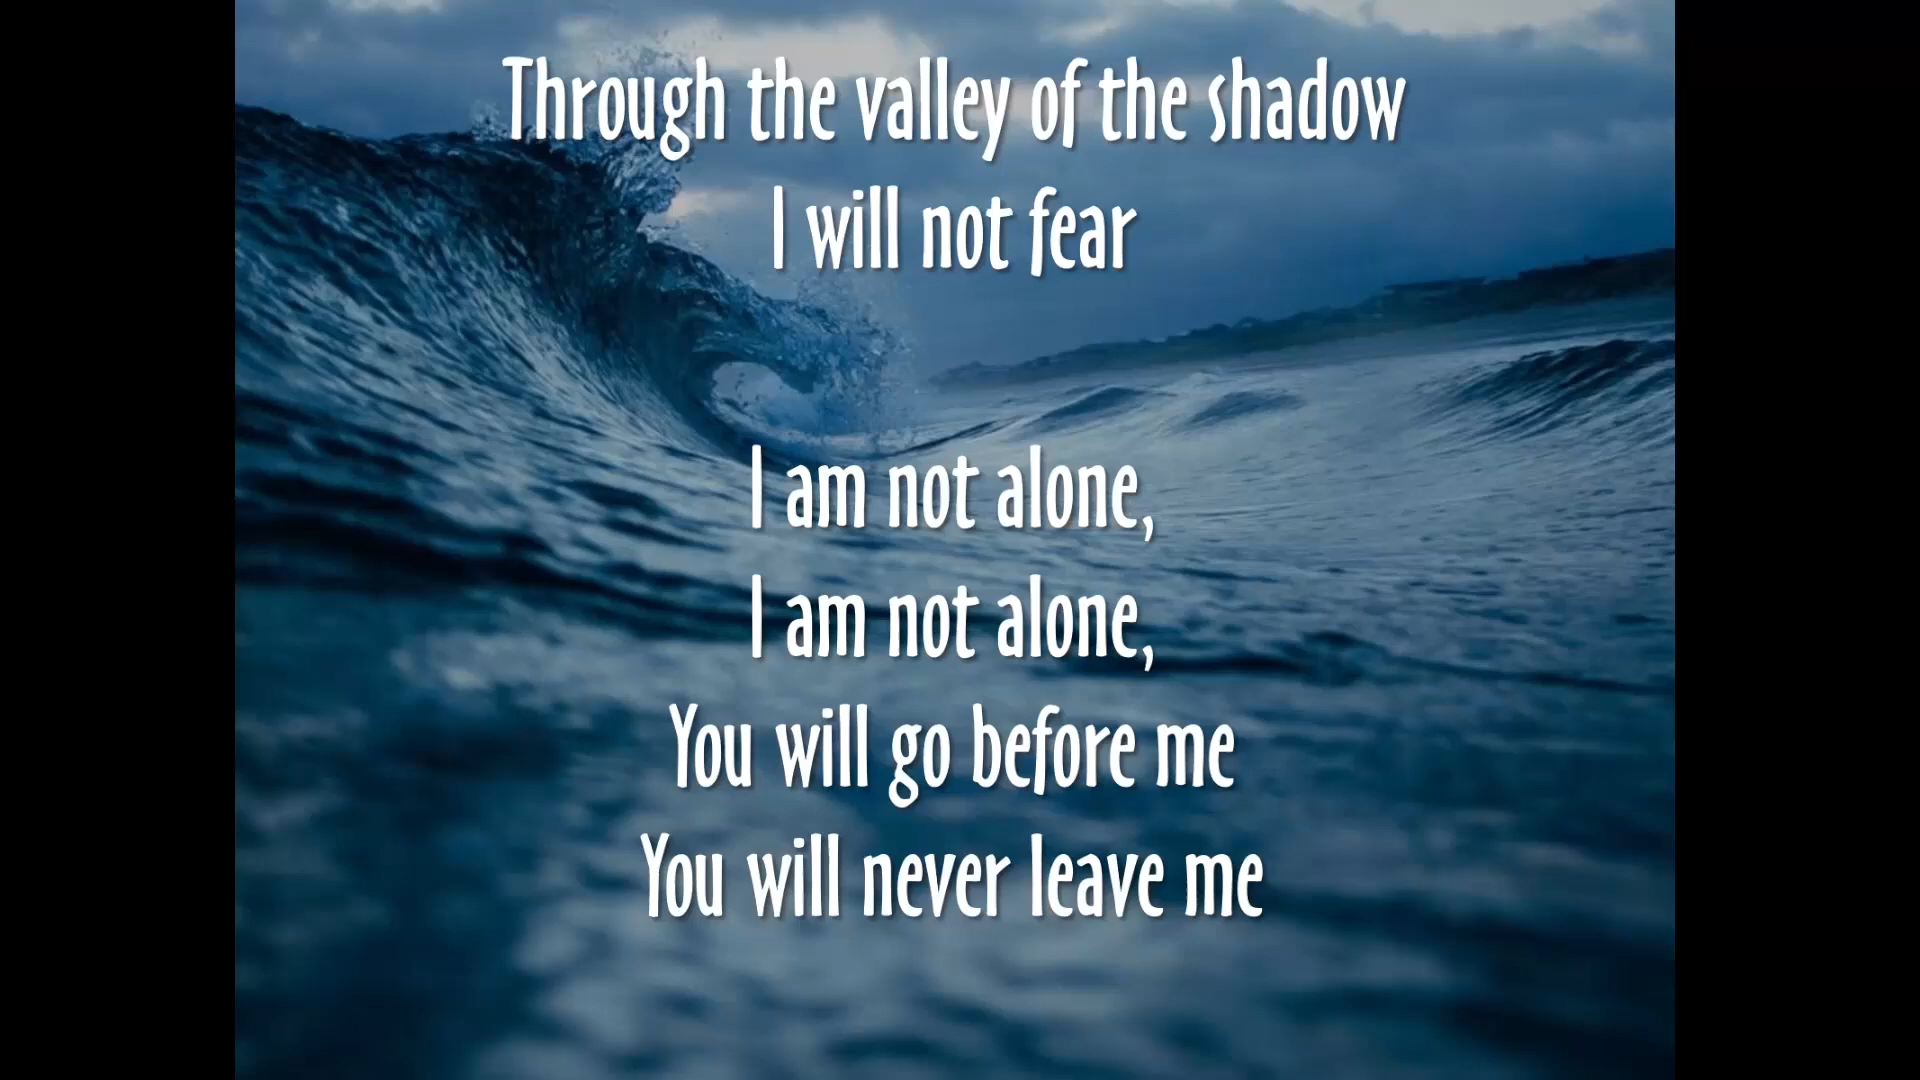 Through the valley of the shadow
I will not fear
I am not alone,
I am not alone,
You will go before me
You will never leave me